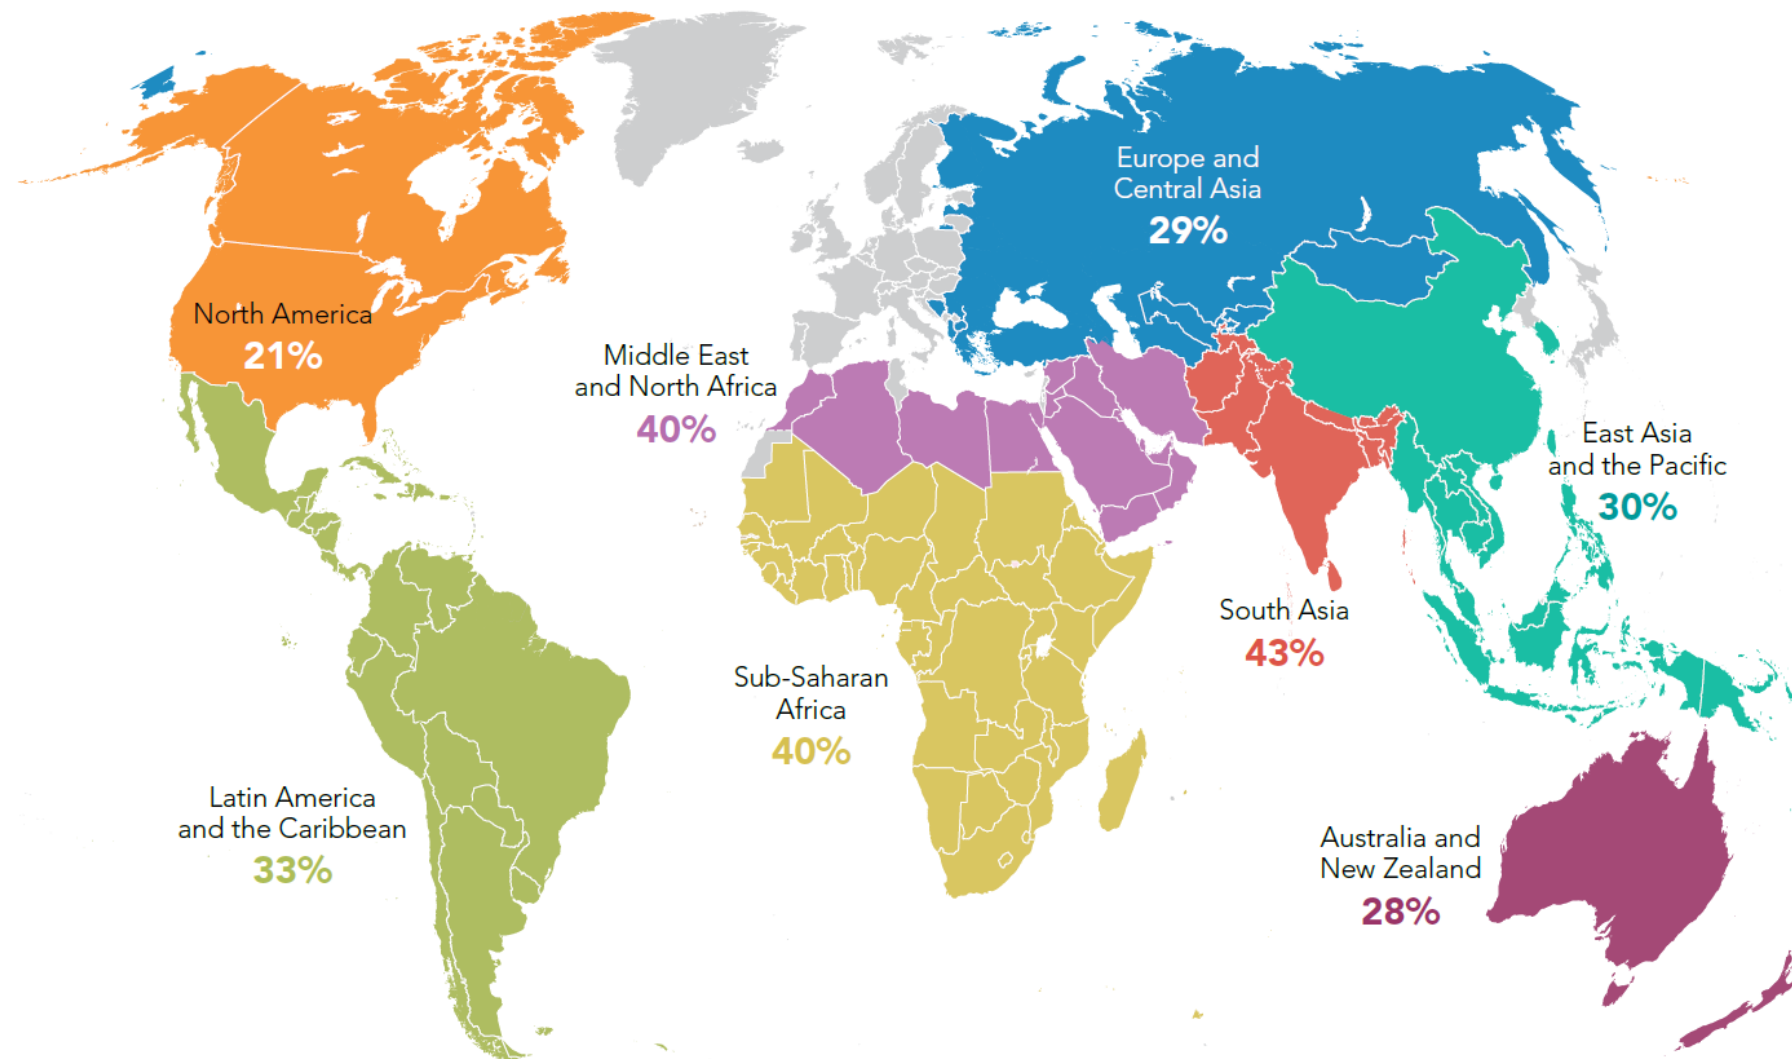 Europe and
Central Asia
29%
North America
21%
Middle East
and North Africa
40%
East Asia
and the Pacific
30%
South Asia
43%
Sub-Saharan
Africa
40%
Latin America
and the Caribbean
33%
Australia and
New Zealand
28%